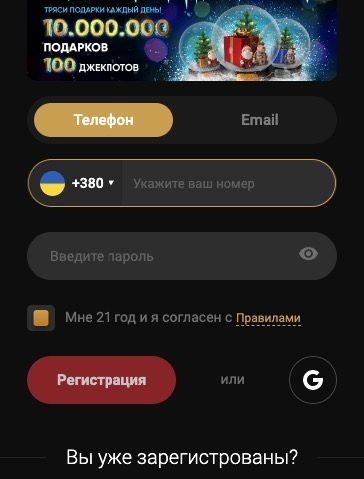 ТРЯСИ ПОДАРКИ КАЖДЫЙ ДЕНЬ!
10.000.000
ПОДАРКОВ
100 ДЖЕКПОТОВ
Телефон
Email
+380
Укажите ваш номер
Введите пароль
Мне 21 год и я согласен с Правилами
Регистрация
или
G
Вы уже зарегистрированы?